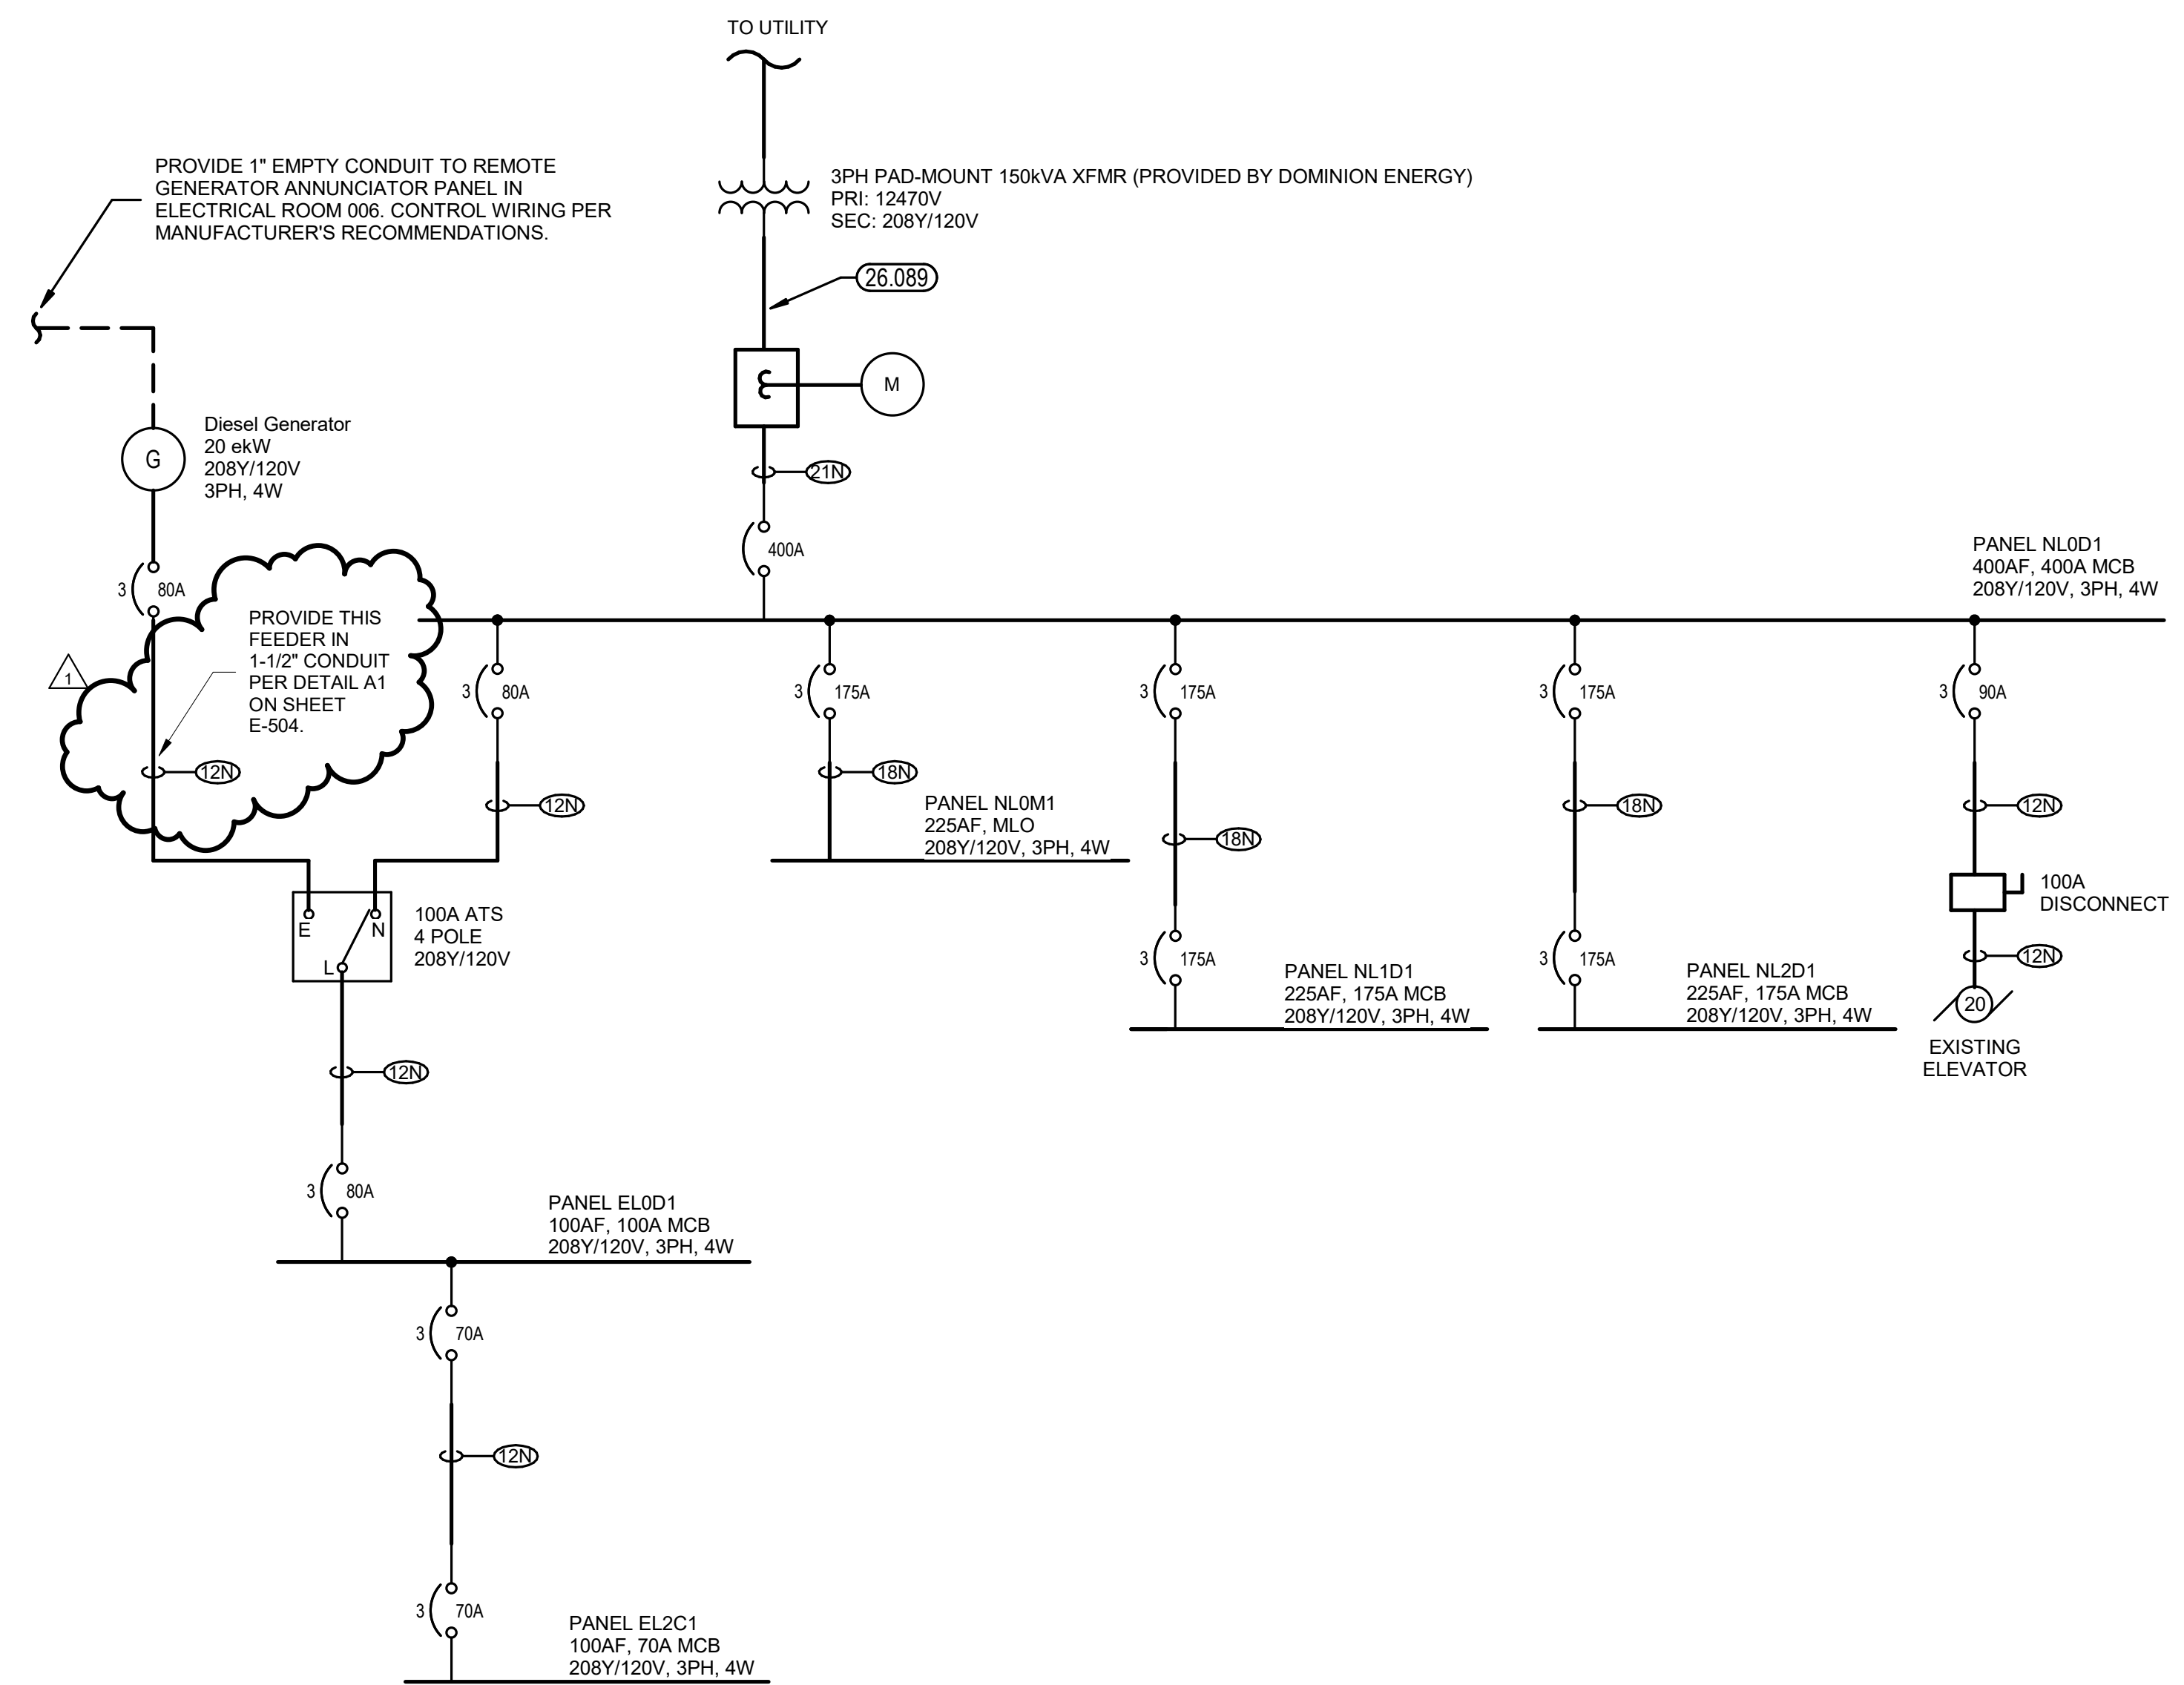 TO UTILITY
PROVIDE 1" EMPTY CONDUIT TO REMOTE
GENERATOR ANNUNCIATOR PANEL IN
ELECTRICAL ROOM 006. CONTROL WIRING PER
MANUFACTURER'S RECOMMENDATIONS.
3PH PAD-MOUNT 150kVA XFMR (PROVIDED BY DOMINION ENERGY)
PRI: 12470V
SEC: 208Y/120V
26.089
M
Diesel Generator
20 ekW
208Y/120V
3PH, 4W
G
21N
400A
PANEL NL0D1
400AF, 400A MCB
208Y/120V, 3PH, 4W
3 80A
PROVIDE THIS
FEEDER IN
1-1/2" CONDUIT
PER DETAIL A1
ON SHEET
E-504.
1
12N
3 80A
12N
3 175A
18N
PANEL NL0M1
225AF, MLO
208Y/120V, 3PH, 4W
3 175A
18N
3 175A
PANEL NL1D1
225AF, 175A MCB
208Y/120V, 3PH, 4W
3 175A
18N
3 175A
PANEL NL2D1
225AF, 175A MCB
208Y/120V, 3PH, 4W
3 90A
12N
100A
DISCONNECT
12N
20
EXISTING
ELEVATOR
E N
L
100A ATS
4 POLE
208Y/120V
12N
3 80A
PANEL EL0D1
100AF, 100A MCB
208Y/120V, 3PH, 4W
3 70A
12N
3 70A
PANEL EL2C1
100AF, 70A MCB
208Y/120V, 3PH, 4W